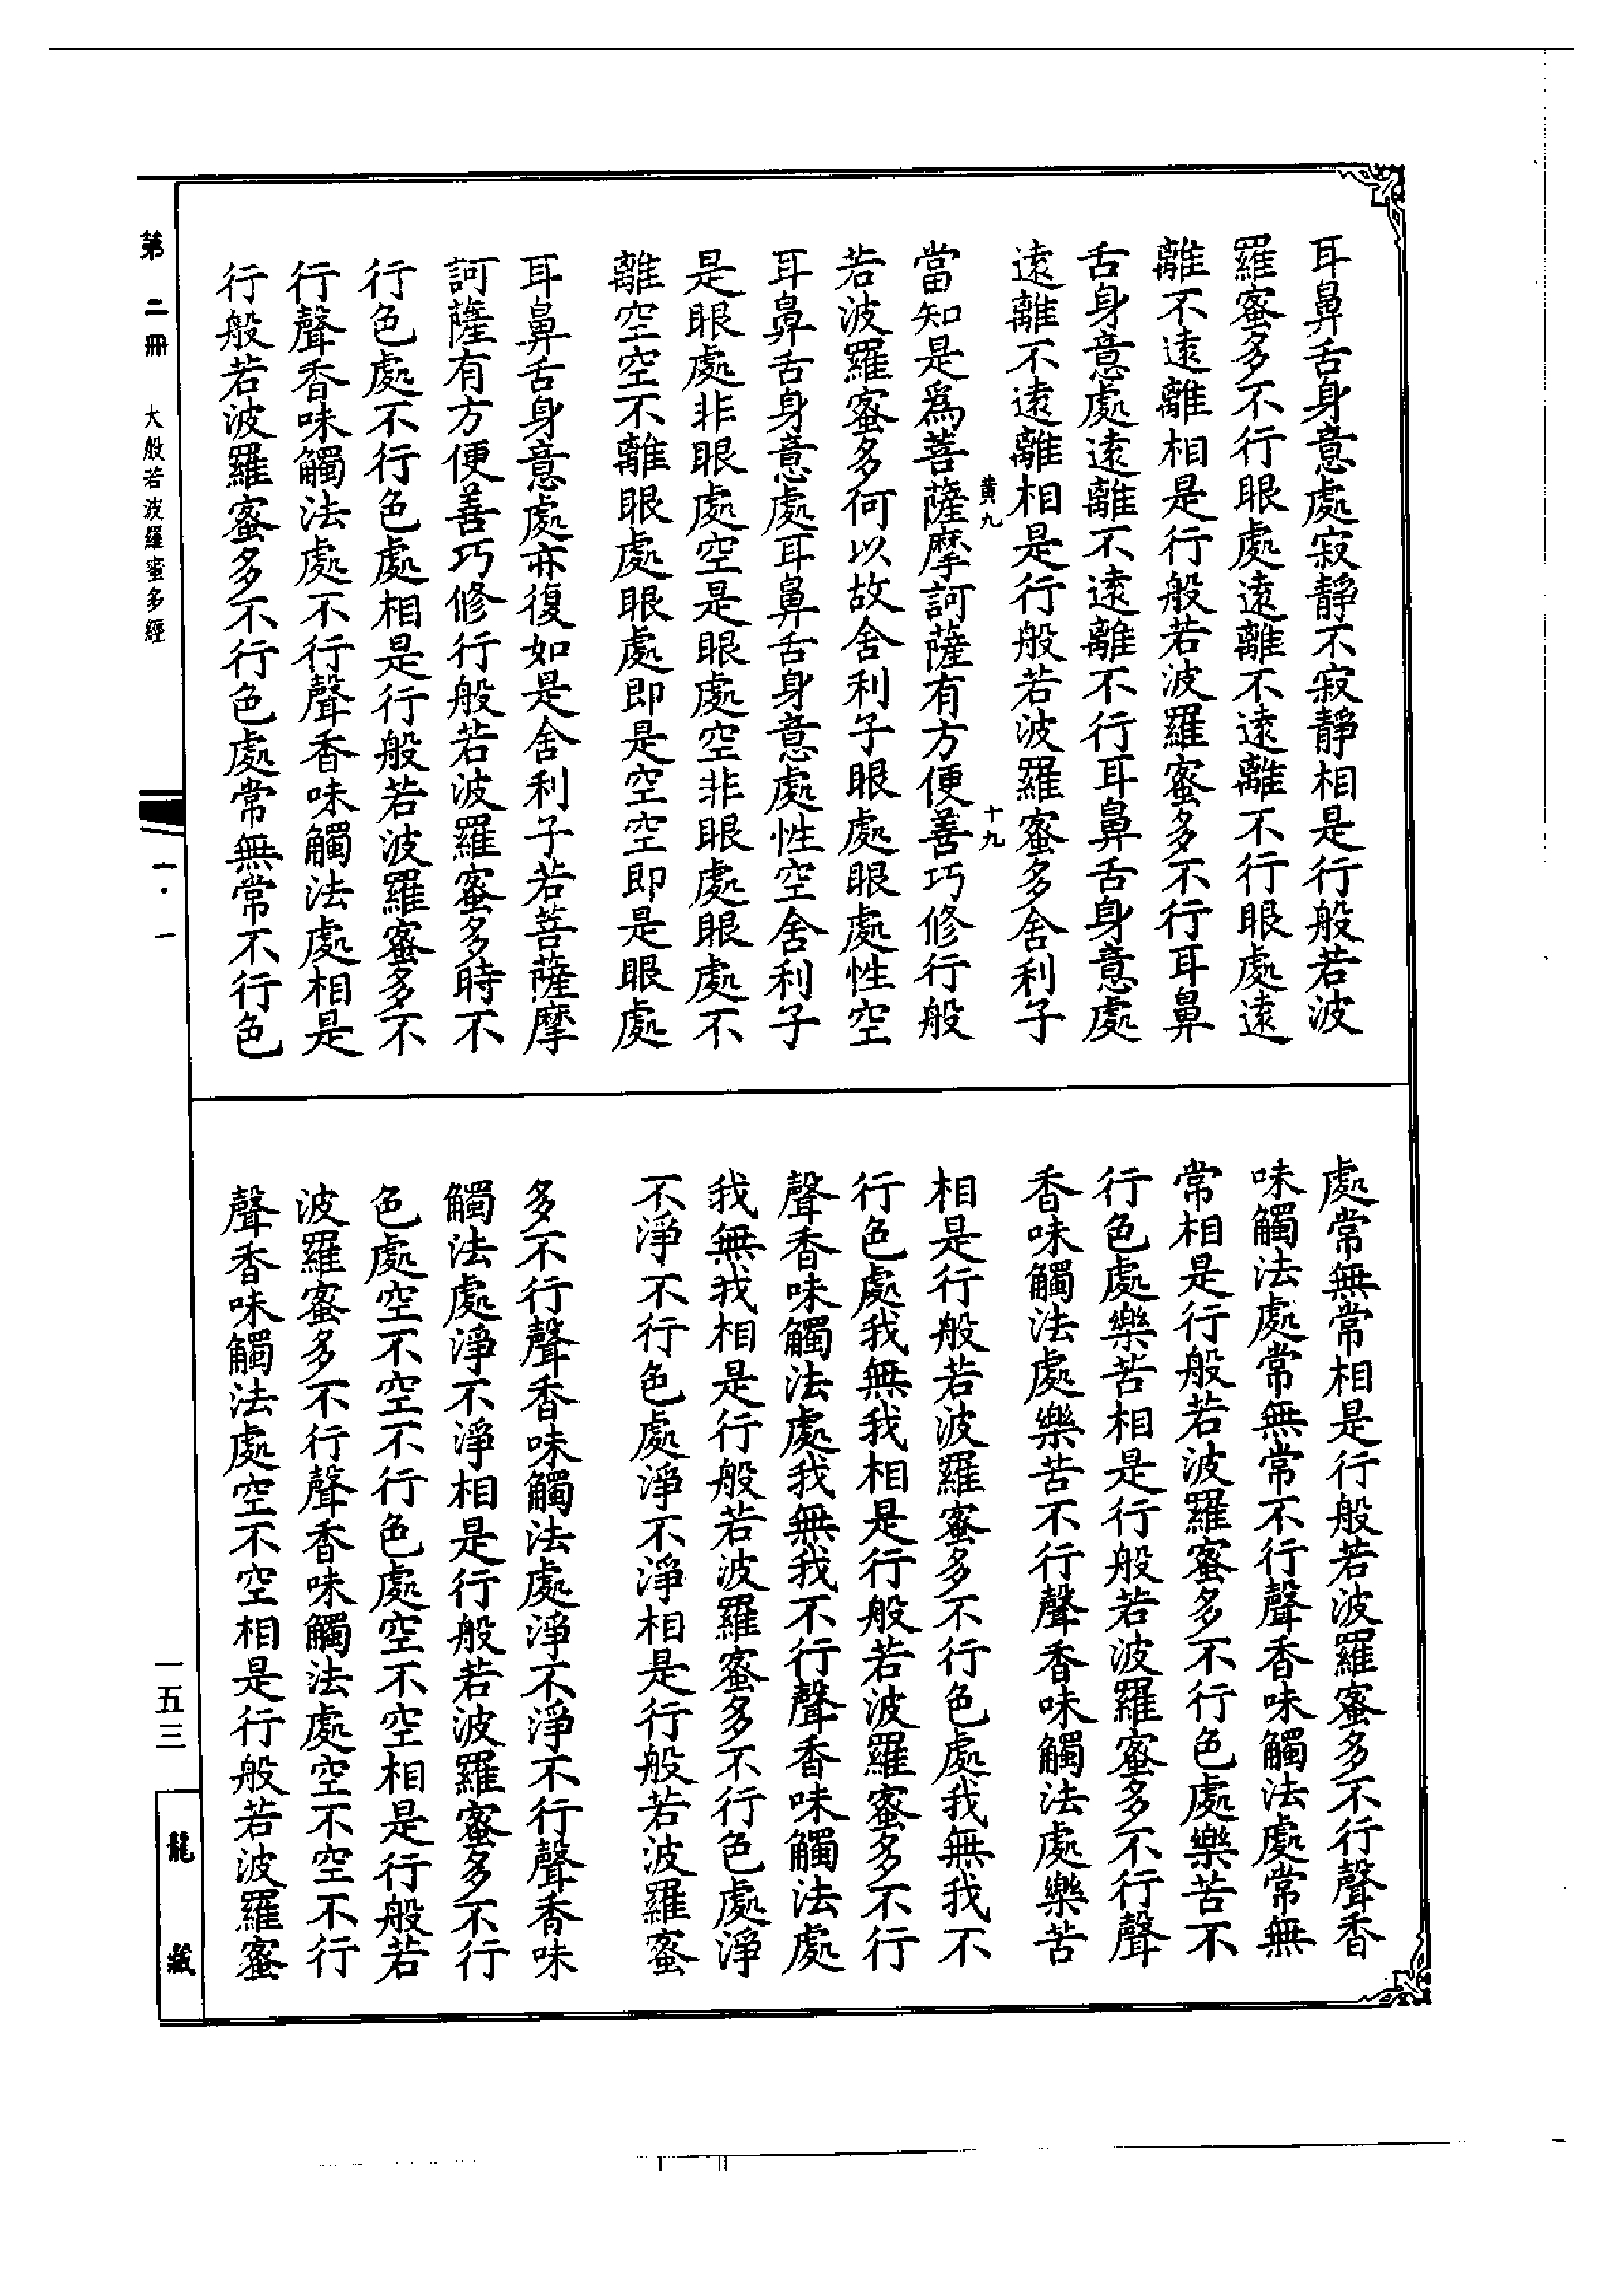 耳鼻舌身意處寂靜不寂靜相是行般若波
羅蜜多不行眼處遠離不遠離不行眼處遠
離不遠離相是行般若波羅蜜多不行耳鼻
舌身意處遠離不遠離不行耳鼻舌身意處
遠離不遠離相是行般若波羅蜜多舍利子
黃九
十九
當知是爲菩薩摩訶薩有方便善巧修行般
若波羅蜜多何以故舍利子眼處眼處性空
耳鼻舌身意處耳鼻舌身意處性空舍利子
是眼處非眼處空是眼處空非眼處眼處不
離空空不離眼處眼處即是空空即是眼處
耳鼻舌身意處亦復如是舍利子若菩薩摩
訶薩有方便善巧修行般若波羅蜜多時不
行色處不行色處相是行般若波羅蜜多不
行聲香味觸法處不行聲香味觸法處相是
行般若波羅蜜多不行色處常無常不行色
處常無常相是行般若波羅蜜多不行聲香
味觸法處常無常不行聲香味觸法處常無
常相是行般若波羅蜜多不行色處樂苦不
行色處樂苦相是行般若波羅蜜多不行聲
香味觸法處樂苦不行聲香味觸法處樂苦
相是行般若波羅蜜多不行色處我無我不
行色處我無我相是行般若波羅蜜多不行
聲香味觸法處我無我不行聲香味觸法處
我無我相是行般若波羅蜜多不行色處淨
不淨不行色處淨不淨相是行般若波羅蜜
多不行聲香味觸法處淨不淨不行聲香味
觸法處淨不淨相是行般若波羅蜜多不行
色處空不空不行色處空不空相是行般若
波羅蜜多不行聲香味觸法處空不空不行
聲香味觸法處空不空相是行般若波羅蜜
第二冊 大般若波羅蜜多經
一·一
一五三
龍藏